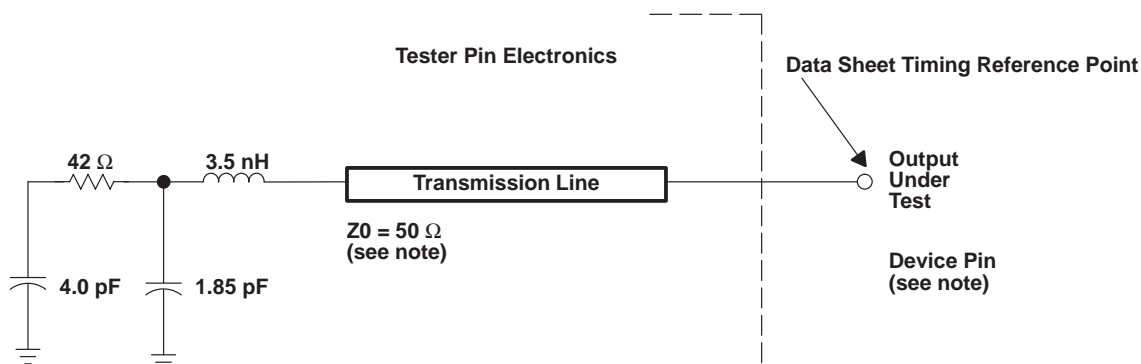 Tester Pin Electronics
Data Sheet Timing Reference Point
42 Ω
3.5 nH
Transmission Line
Output
Under
Test
Z0 = 50 Ω
(see note)
Device Pin
(see note)
4.0 pF
1.85 pF